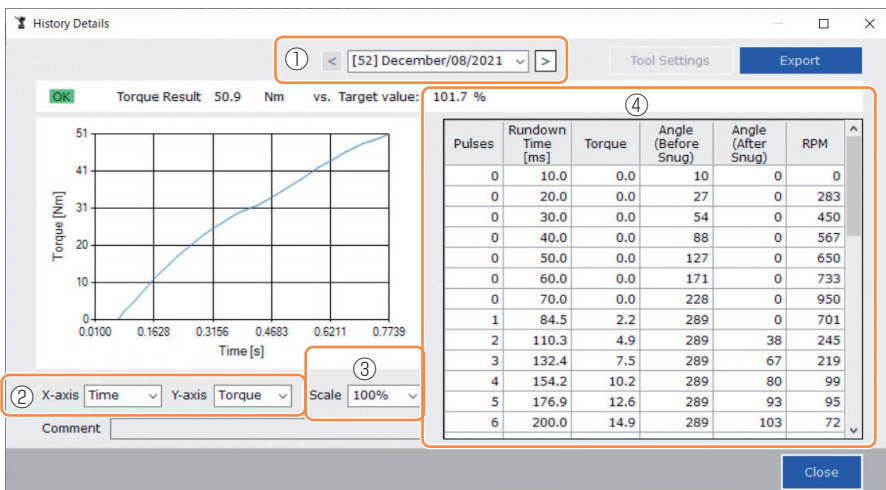 History Details
① < [52] December/08/2021 >
Tool Settings
Export
OK Torque Result 50.9 Nm vs. Target value: 101.7 %
④
51
41
31
20
10
0
Torque [Nm]
0.0100 0.1628 0.3156 0.4683 0.6211 0.7739
Time [s]
Pulses Rundown Time [ms] Torque Angle (Before Snug) Angle (After Snug) RPM
0 10.0 0.0 10 0 0
0 20.0 0.0 27 0 283
0 30.0 0.0 54 0 450
0 40.0 0.0 88 0 567
0 50.0 0.0 127 0 650
0 60.0 0.0 171 0 733
0 70.0 0.0 228 0 950
1 84.5 2.2 289 0 701
2 110.3 4.9 289 38 245
3 132.4 7.5 289 67 219
4 154.2 10.2 289 80 99
5 176.9 12.6 289 93 95
6 200.0 14.9 289 103 72
③
② X-axis Time Y-axis Torque Scale 100%
Comment
Close